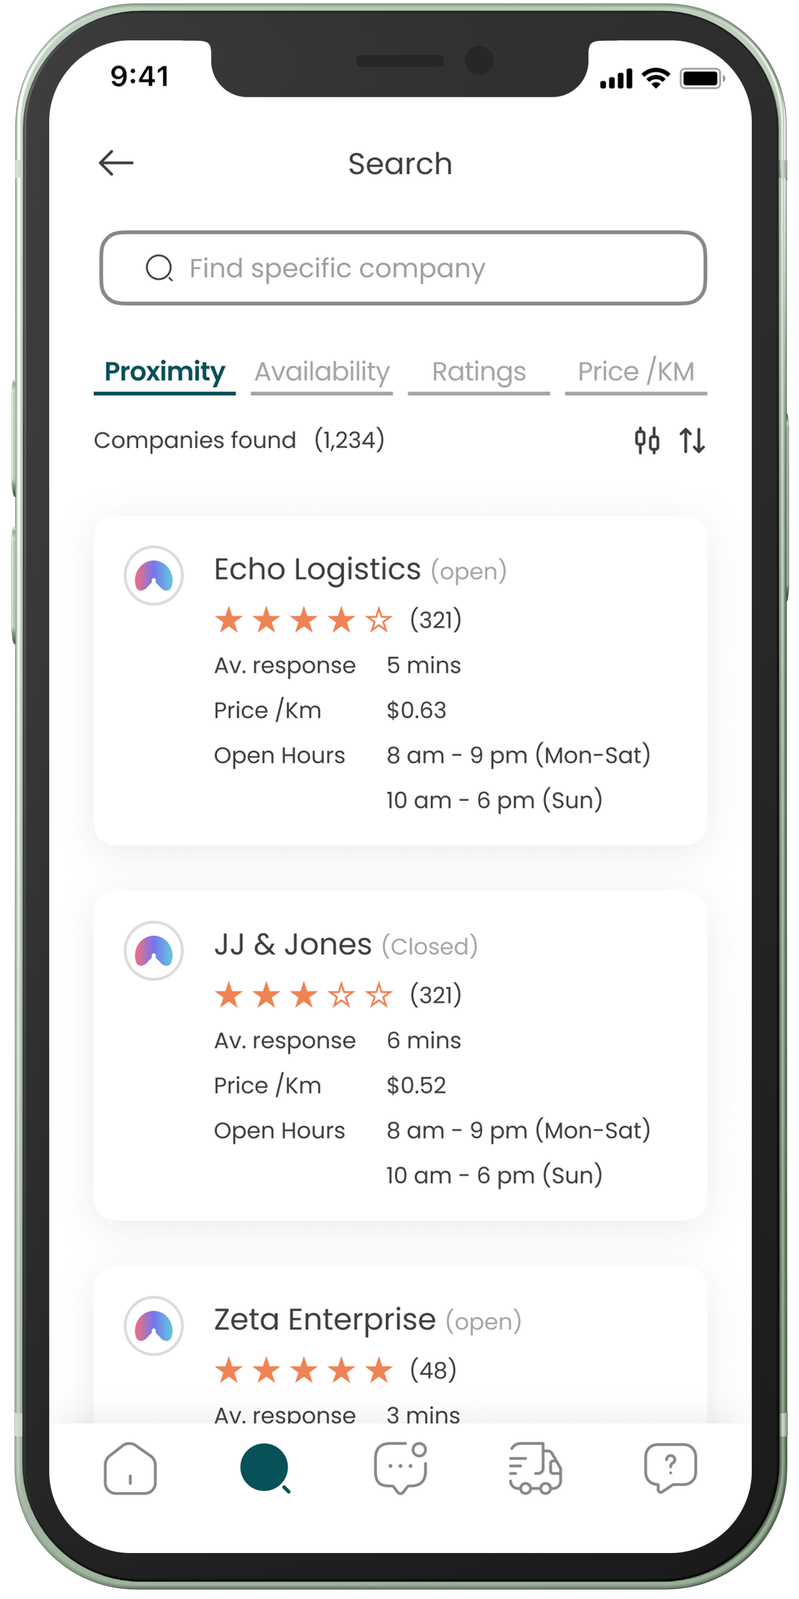 9:41
Search
Find specific company
Proximity Availability Ratings Price /KM
Companies found (1,234)
Echo Logistics (open)
(321)
Av. response 5 mins
Price /Km $0.63
Open Hours 8 am - 9 pm (Mon-Sat)
10 am - 6 pm (Sun)
JJ & Jones (Closed)
(321)
Av. response 6 mins
Price /Km $0.52
Open Hours 8 am - 9 pm (Mon-Sat)
10 am - 6 pm (Sun)
Zeta Enterprise (open)
(48)
Av. response 3 mins
?